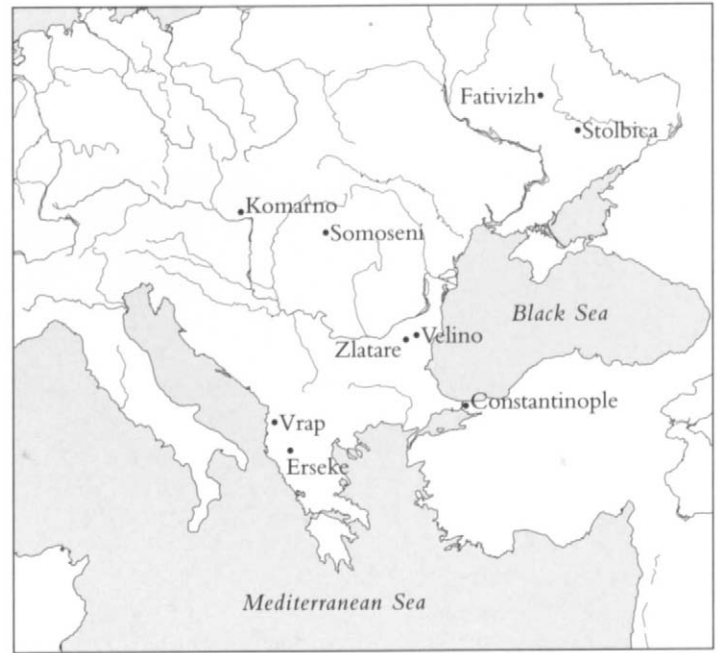 Fativizh
Stolbica
Komarno
Somoseni
Black Sea
Velino
Zlatare
Constantinople
Vrap
Erseke
Mediterranean Sea